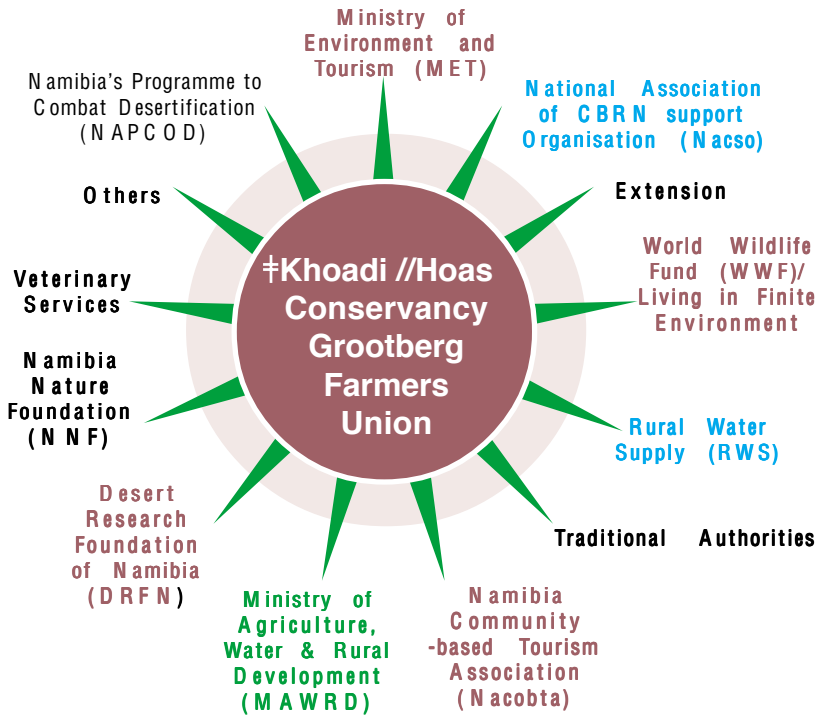 Ministry of
Environment and
Tourism (MET)
National Association
of CBRN support
Organisation (Nacso)
Extension
World Wildlife
Fund (WWF)/
Living in Finite
Environment
Rural Water
Supply (RWS)
Traditional Authorities
Namibia
Community
-based Tourism
Association
(Nacobta)
Ministry of
Agriculture,
Water & Rural
Development
(MAWRD)
Desert
Research
Foundation
of Namibia
(DRFN)
Namibia
Nature
Foundation
(NNF)
Veterinary
Services
Others
Namibia's Programme to
Combat Desertification
(NAPCOD)
ǂKhoadi //Hoas
Conservancy
Grootberg
Farmers
Union